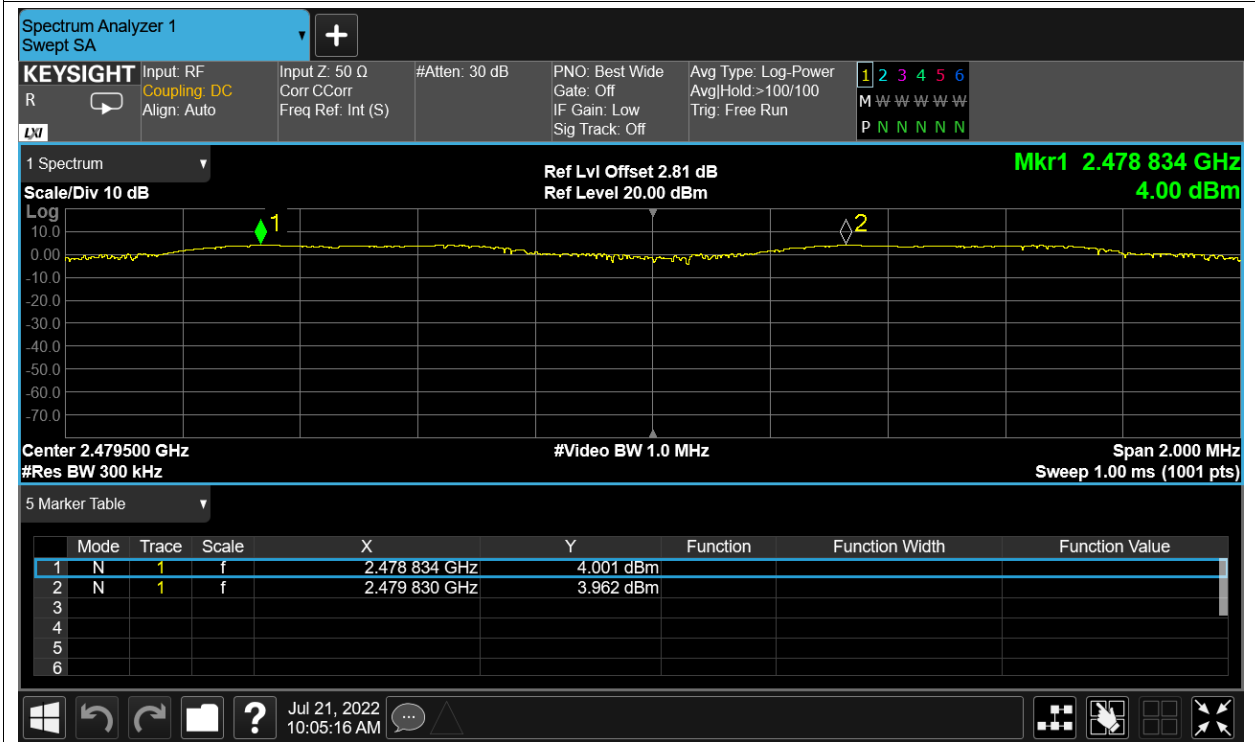 Spectrum Analyzer 1
Swept SA
+
KEYSIGHT Input: RF Input Z: 50 Ω #Atten: 30 dB PNO: Best Wide Avg Type: Log-Power 1 2 3 4 5 6
R Coupling: DC Corr CCorr Gate: Off Avg|Hold:>100/100 M W W W W W
Align: Auto Freq Ref: Int (S) IF Gain: Low Trig: Free Run
LXI Sig Track: Off P N N N N N
1 Spectrum Ref Lvl Offset 2.81 dB Mkr1 2.478 834 GHz
Scale/Div 10 dB Ref Level 20.00 dBm 4.00 dBm
Log
1 2
10.0
0.00
-10.0
-20.0
-30.0
-40.0
-50.0
-60.0
-70.0
Center 2.479500 GHz #Video BW 1.0 MHz Span 2.000 MHz
#Res BW 300 kHz Sweep 1.00 ms (1001 pts)
5 Marker Table
Mode Trace Scale X Y Function Function Width Function Value
1 N 1 f 2.478 834 GHz 4.001 dBm
2 N 1 f 2.479 830 GHz 3.962 dBm
3
4
5
6
? Jul 21, 2022
10:05:16 AM